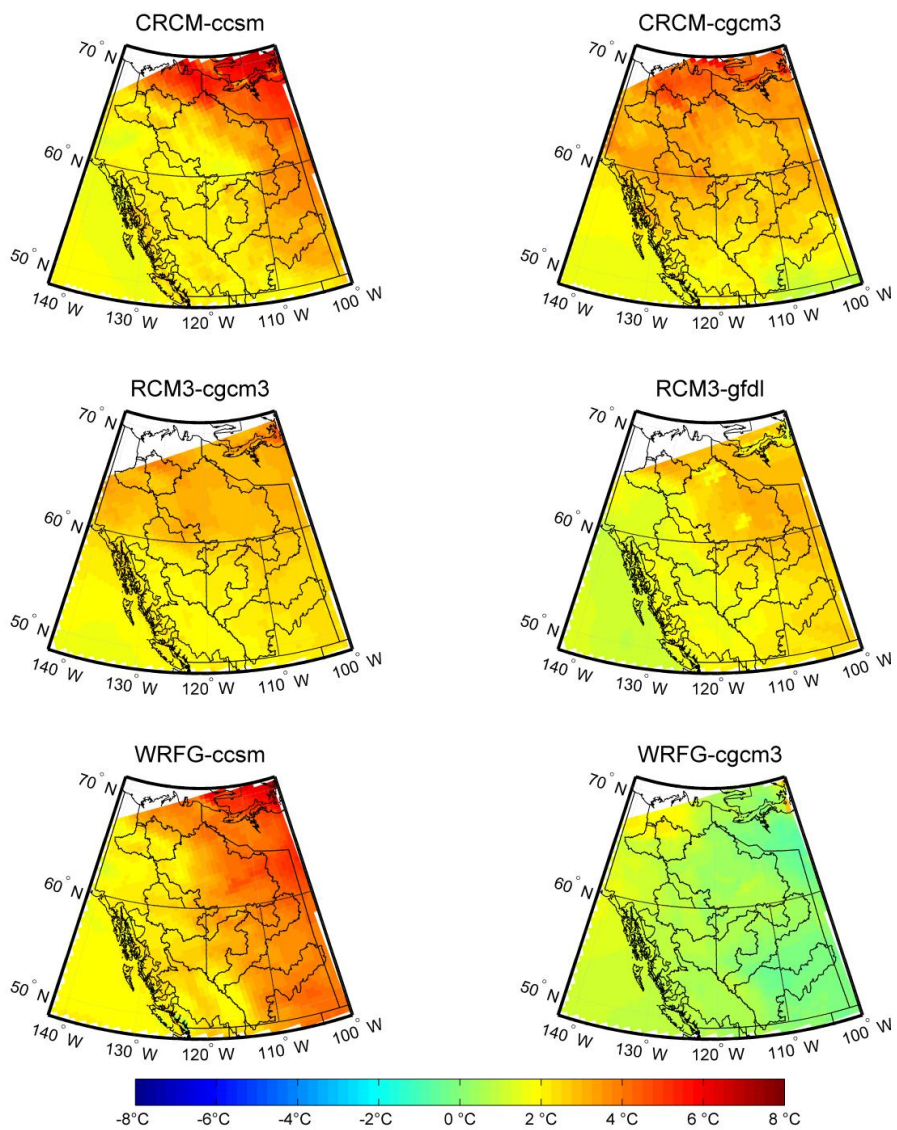 CRCM-ccsm
CRCM-cgcm3
70° N
60° N
50° N
140° W
130° W
120° W
110° W
100° W
70° N
60° N
50° N
140° W
130° W
120° W
110° W
100° W
RCM3-cgcm3
RCM3-gfdl
70° N
60° N
50° N
140° W
130° W
120° W
110° W
100° W
70° N
60° N
50° N
140° W
130° W
120° W
110° W
100° W
WRFG-ccsm
WRFG-cgcm3
70° N
60° N
50° N
140° W
130° W
120° W
110° W
100° W
70° N
60° N
50° N
140° W
130° W
120° W
110° W
100° W
-8°C -6°C -4°C -2°C 0°C 2°C 4°C 6°C 8°C